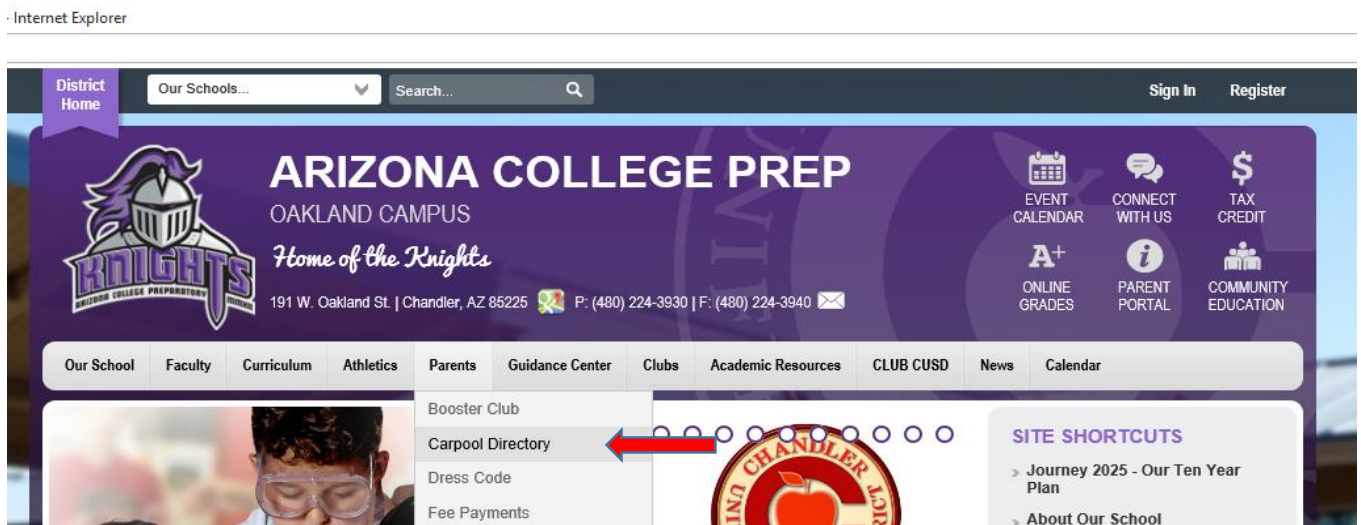 - Internet Explorer
District
Home
Our Schools...
Search...
Sign In
Register
ARIZONA COLLEGE PREP
OAKLAND CAMPUS
Home of the Knights
191 W. Oakland St. | Chandler, AZ 85225 P: (480) 224-3930 | F: (480) 224-3940
KNIGHTS
ARIZONA COLLEGE PREPARATORY
EVENT
CALENDAR
CONNECT
WITH US
$
TAX
CREDIT
A+
ONLINE
GRADES
i
PARENT
PORTAL
COMMUNITY
EDUCATION
Our School Faculty Curriculum Athletics Parents Guidance Center Clubs Academic Resources CLUB CUSD News Calendar
Booster Club
Carpool Directory
Dress Code
Fee Payments
CHANDLER
SITE SHORTCUTS
» Journey 2025 - Our Ten Year
Plan
» About Our School